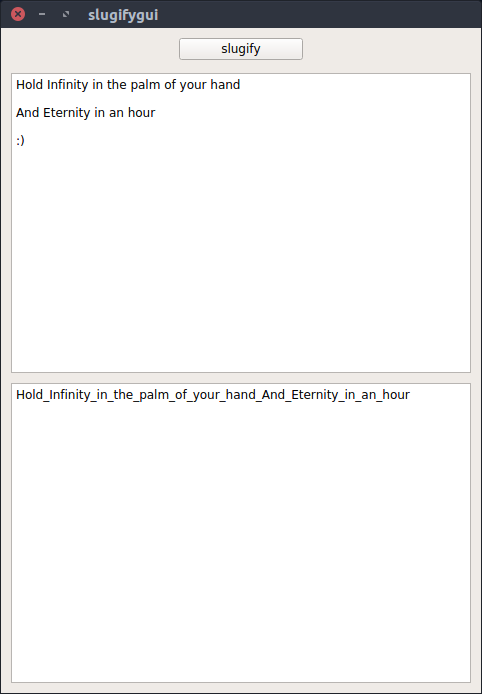 slugifygui
slugify
Hold Infinity in the palm of your hand
And Eternity in an hour
:)
Hold_Infinity_in_the_palm_of_your_hand_And_Eternity_in_an_hour